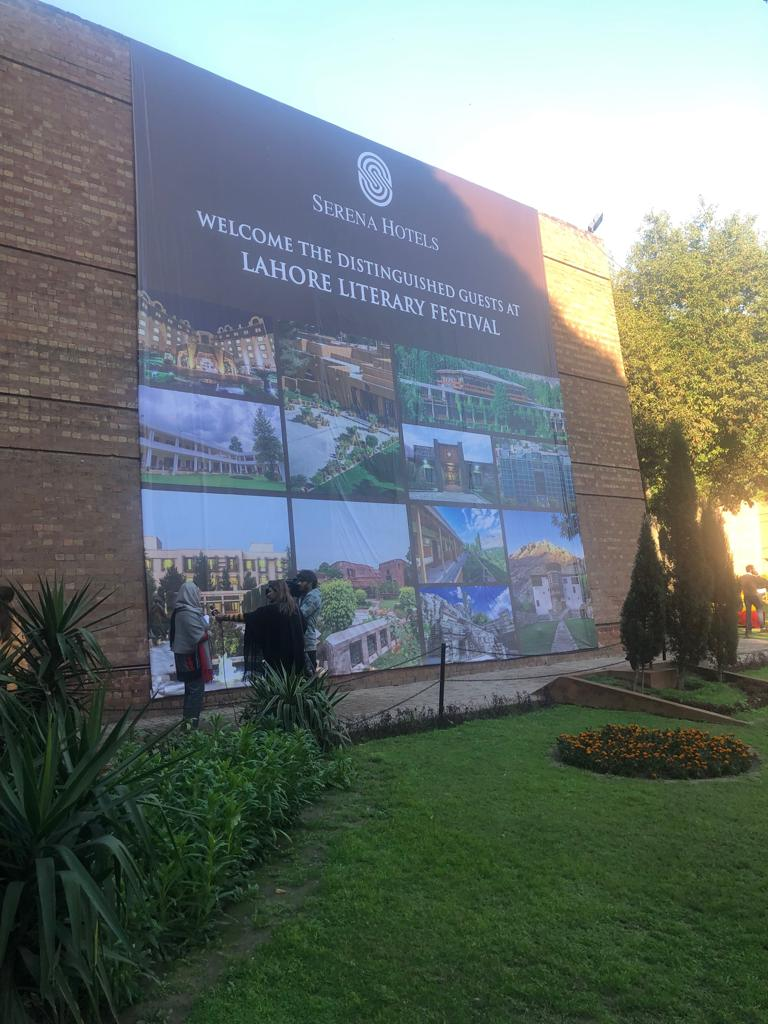 SERENA HOTELS
WELCOME THE DISTINGUISHED GUESTS AT
LAHORE LITERARY FESTIVAL